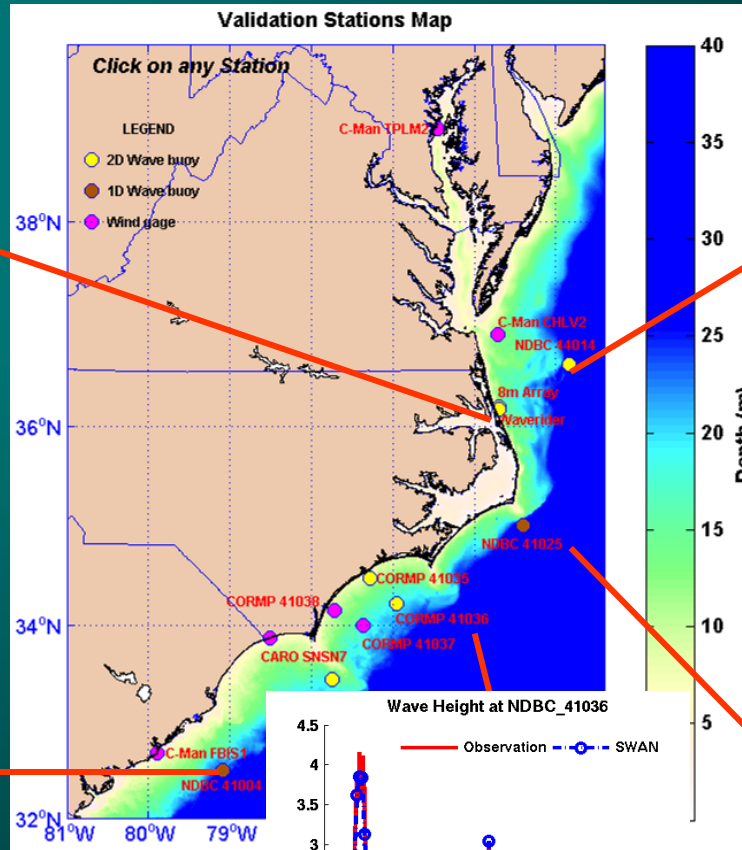 Validation Stations Map
Click on any Station
LEGEND
2D Wave buoy
1D Wave buoy
Wind gage
C-Man TPLM2
C-Man CHLV2
NDBC 44014
8m Array
Waverider
NDBC 41025
CORMP 41035
CORMP 41038
CORMP 41036
CORMP 41037
CARO SNSN7
C-Man FBIS1
NDBC 41004
38°N
36°N
34°N
32°N
81°W 80°W 79°W
40
35
30
25
20
15
10
5
Depth (m)
Wave Height at NDBC_41036
Observation SWAN
4.5
4
3.5
3